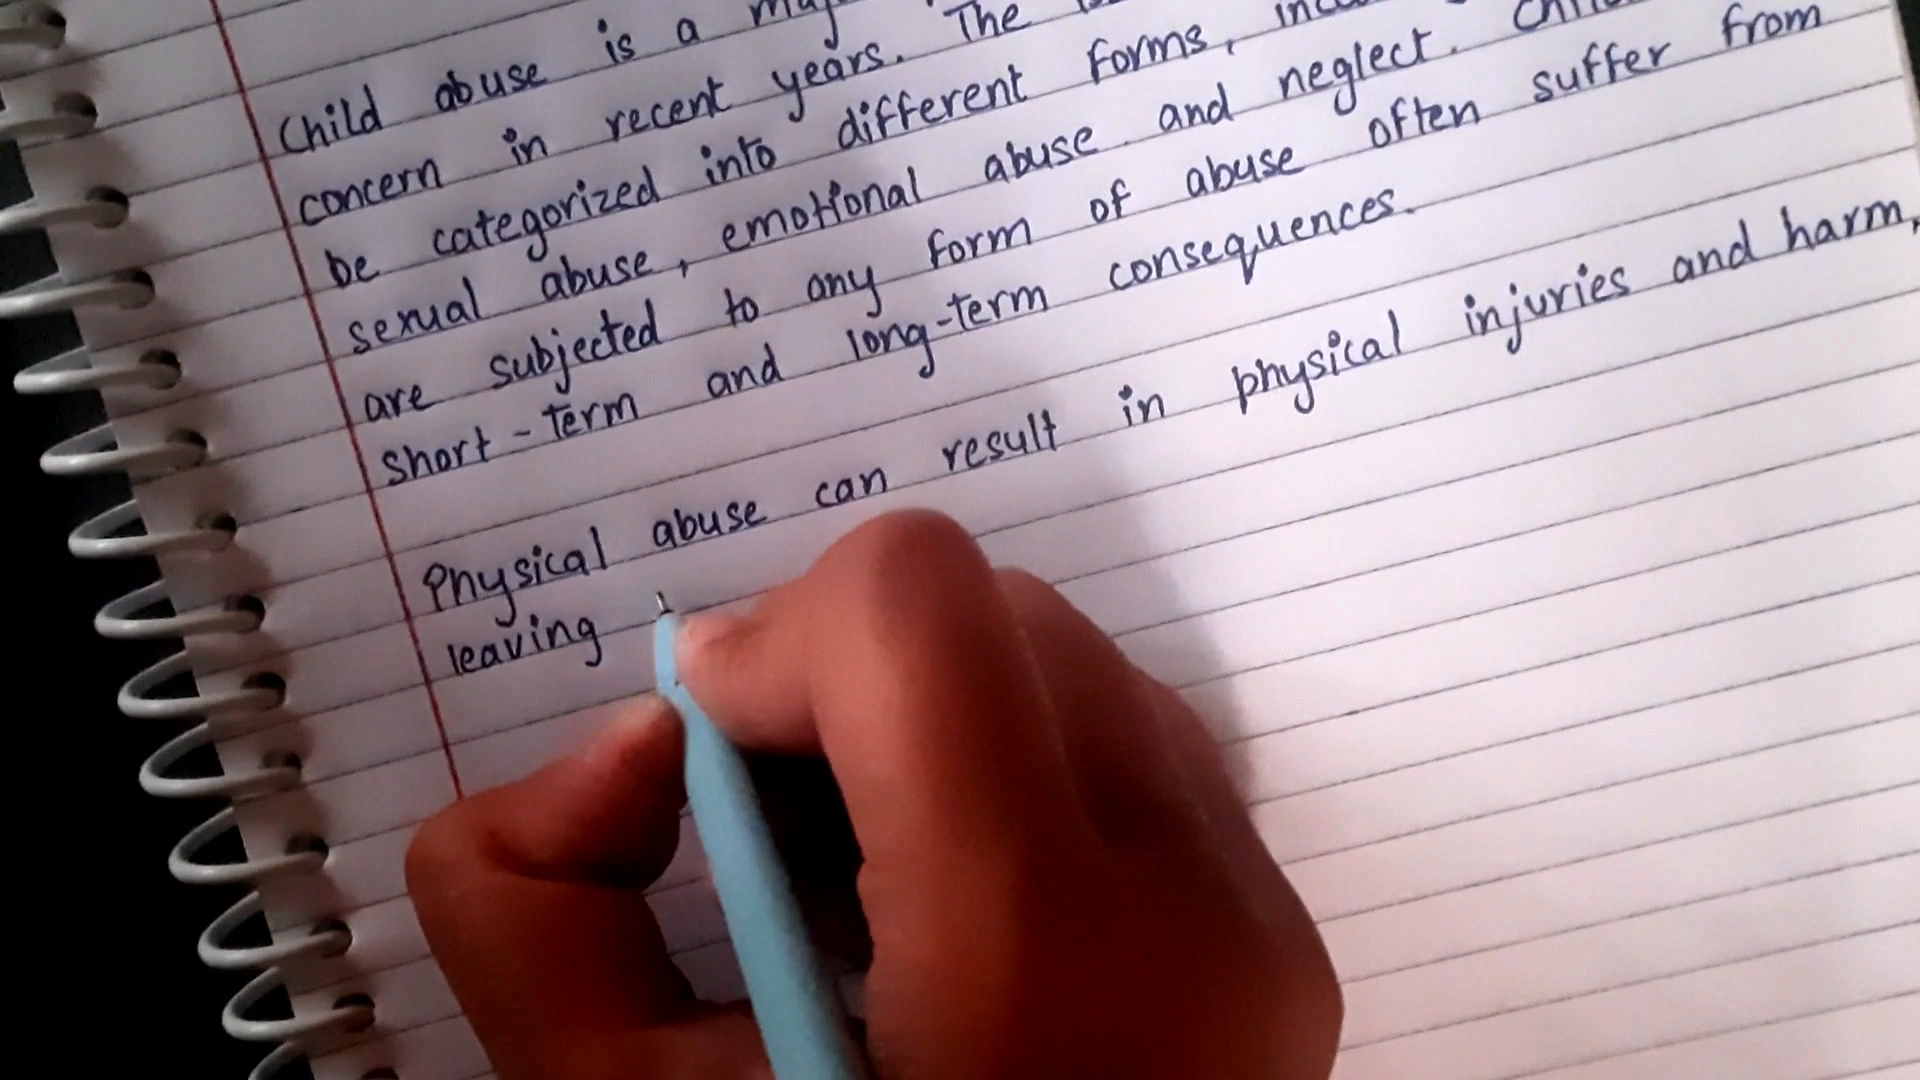 Child abuse is a
concern in recent years. The
be categorized into different forms,
sexual abuse, emotional abuse and neglect.
are subjected to any form of abuse often suffer from
short-term and long-term consequences.
Physical abuse can result in physical injuries and harm,
leaving